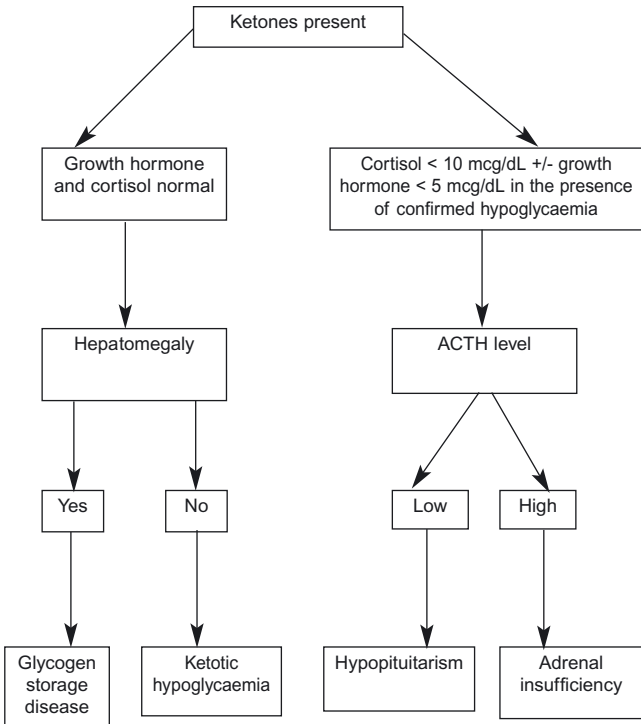 Ketones present
Growth hormone
and cortisol normal
Cortisol < 10 mcg/dL +/- growth
hormone < 5 mcg/dL in the presence
of confirmed hypoglycaemia
Hepatomegaly
ACTH level
Yes
No
Low
High
Glycogen
storage
disease
Ketotic
hypoglycaemia
Hypopituitarism
Adrenal
insufficiency